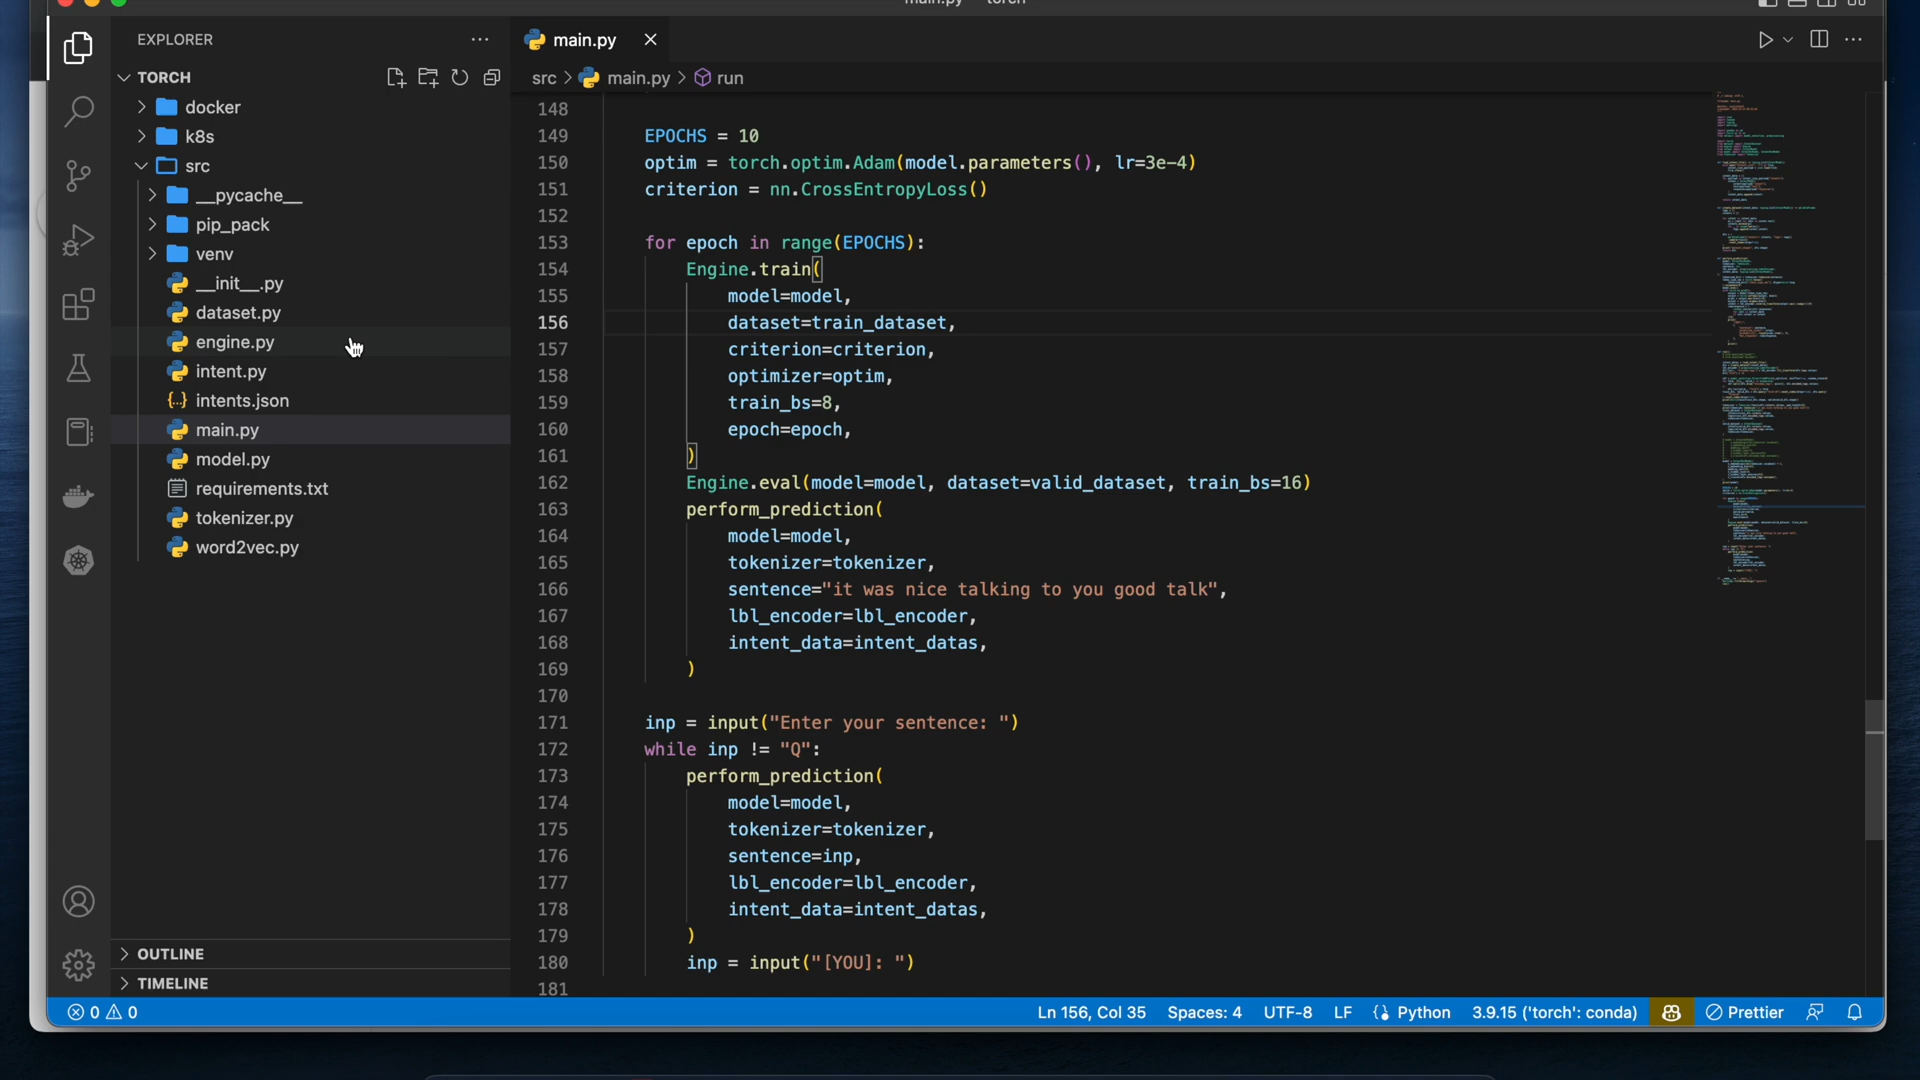 main.py — torch
EXPLORER
TORCH
docker
k8s
src
__pycache__
pip_pack
venv
__init__.py
dataset.py
engine.py
intent.py
{..} intents.json
main.py
model.py
requirements.txt
tokenizer.py
word2vec.py
OUTLINE
TIMELINE
main.py
src > main.py > run
148
149 EPOCHS = 10
150 optim = torch.optim.Adam(model.parameters(), lr=3e-4)
151 criterion = nn.CrossEntropyLoss()
152
153 for epoch in range(EPOCHS):
154 Engine.train(
155 model=model,
156 dataset=train_dataset,
157 criterion=criterion,
158 optimizer=optim,
159 train_bs=8,
160 epoch=epoch,
161 )
162 Engine.eval(model=model, dataset=valid_dataset, train_bs=16)
163 perform_prediction(
164 model=model,
165 tokenizer=tokenizer,
166 sentence="it was nice talking to you good talk",
167 lbl_encoder=lbl_encoder,
168 intent_data=intent_datas,
169 )
170
171 inp = input("Enter your sentence: ")
172 while inp != "Q":
173 perform_prediction(
174 model=model,
175 tokenizer=tokenizer,
176 sentence=inp,
177 lbl_encoder=lbl_encoder,
178 intent_data=intent_datas,
179 )
180 inp = input("[YOU]: ")
181
0 0 Ln 156, Col 35 Spaces: 4 UTF-8 LF Python 3.9.15 ('torch': conda) Prettier